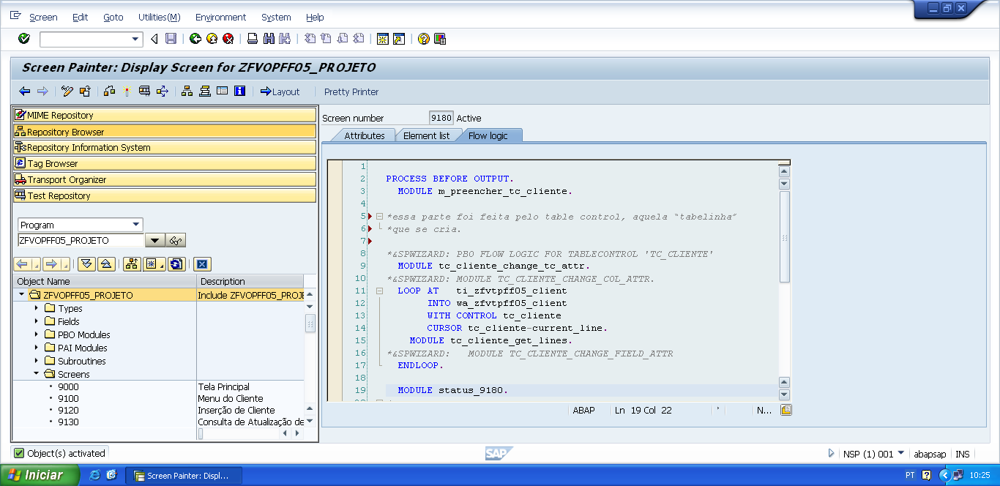 Screen Edit Goto Utilities(M) Environment System Help
Screen Painter: Display Screen for ZFVOPFF05_PROJETO
Layout Pretty Printer
MIME Repository
Repository Browser
Repository Information System
Tag Browser
Transport Organizer
Test Repository
Program
ZFVOPFF05_PROJETO
Object Name Description
ZFVOPFF05_PROJETO Include ZFVOPFF05_PROJE
Types
Fields
PBO Modules
PAI Modules
Subroutines
Screens
9000 Tela Principal
9100 Menu do Cliente
9120 Inserção de Cliente
9130 Consulta de Atualização de
Screen number 9180 Active
Attributes Element list Flow logic
1
2 PROCESS BEFORE OUTPUT.
3 MODULE m_preencher_tc_cliente.
4
5 *essa parte foi feita pelo table control, aquela "tabelinha"
6 *que se cria.
7
8 *&SPWIZARD: PBO FLOW LOGIC FOR TABLECONTROL 'TC_CLIENTE'
9 MODULE tc_cliente_change_tc_attr.
10 *&SPWIZARD: MODULE TC_CLIENTE_CHANGE_COL_ATTR.
11 LOOP AT ti_zfvtpff05_client
12 INTO wa_zfvtpff05_client
13 WITH CONTROL tc_cliente
14 CURSOR tc_cliente-current_line.
15 MODULE tc_cliente_get_lines.
16 *&SPWIZARD: MODULE TC_CLIENTE_CHANGE_FIELD_ATTR
17 ENDLOOP.
18
19 MODULE status_9180.
ABAP Ln 19 Col 22 N...
Object(s) activated
SAP
NSP (1) 001 abapsap INS
Iniciar Screen Painter: Displ... PT 10:25